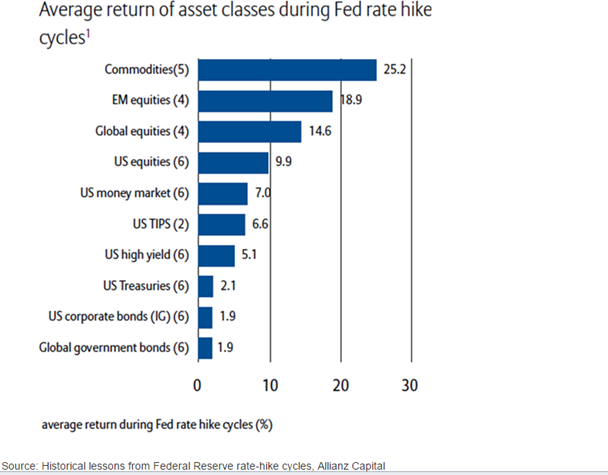 Average return of asset classes during Fed rate hike
cycles¹
Commodities(5) 25.2
EM equities (4) 18.9
Global equities (4) 14.6
US equities (6) 9.9
US money market (6) 7.0
US TIPS (2) 6.6
US high yield (6) 5.1
US Treasuries (6) 2.1
US corporate bonds (IG) (6) 1.9
Global government bonds (6) 1.9
0 10 20 30
average return during Fed rate hike cycles (%)
Source: Historical lessons from Federal Reserve rate-hike cycles, Allianz Capital